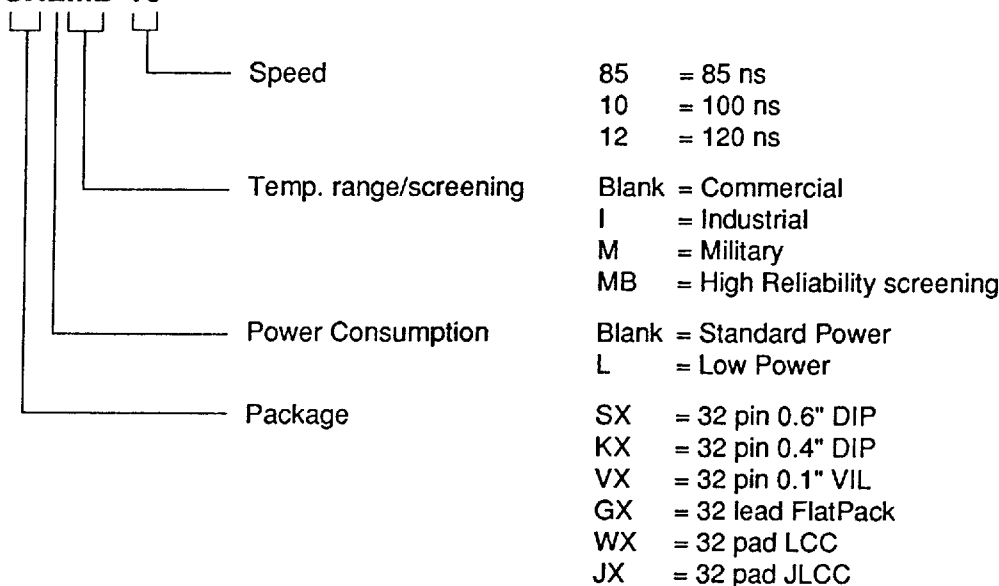 Speed 85 = 85 ns
10 = 100 ns
12 = 120 ns
Temp. range/screening Blank = Commercial
I = Industrial
M = Military
MB = High Reliability screening
Power Consumption Blank = Standard Power
L = Low Power
Package SX = 32 pin 0.6" DIP
KX = 32 pin 0.4" DIP
VX = 32 pin 0.1" VIL
GX = 32 lead FlatPack
WX = 32 pad LCC
JX = 32 pad JLCC